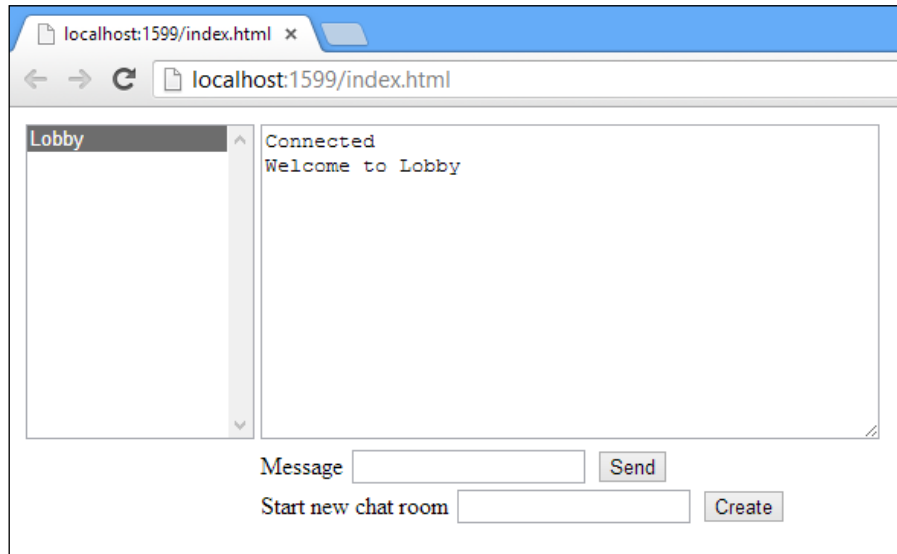 localhost:1599/index.html
localhost:1599/index.html
Lobby
Connected
Welcome to Lobby
Message
Send
Start new chat room
Create